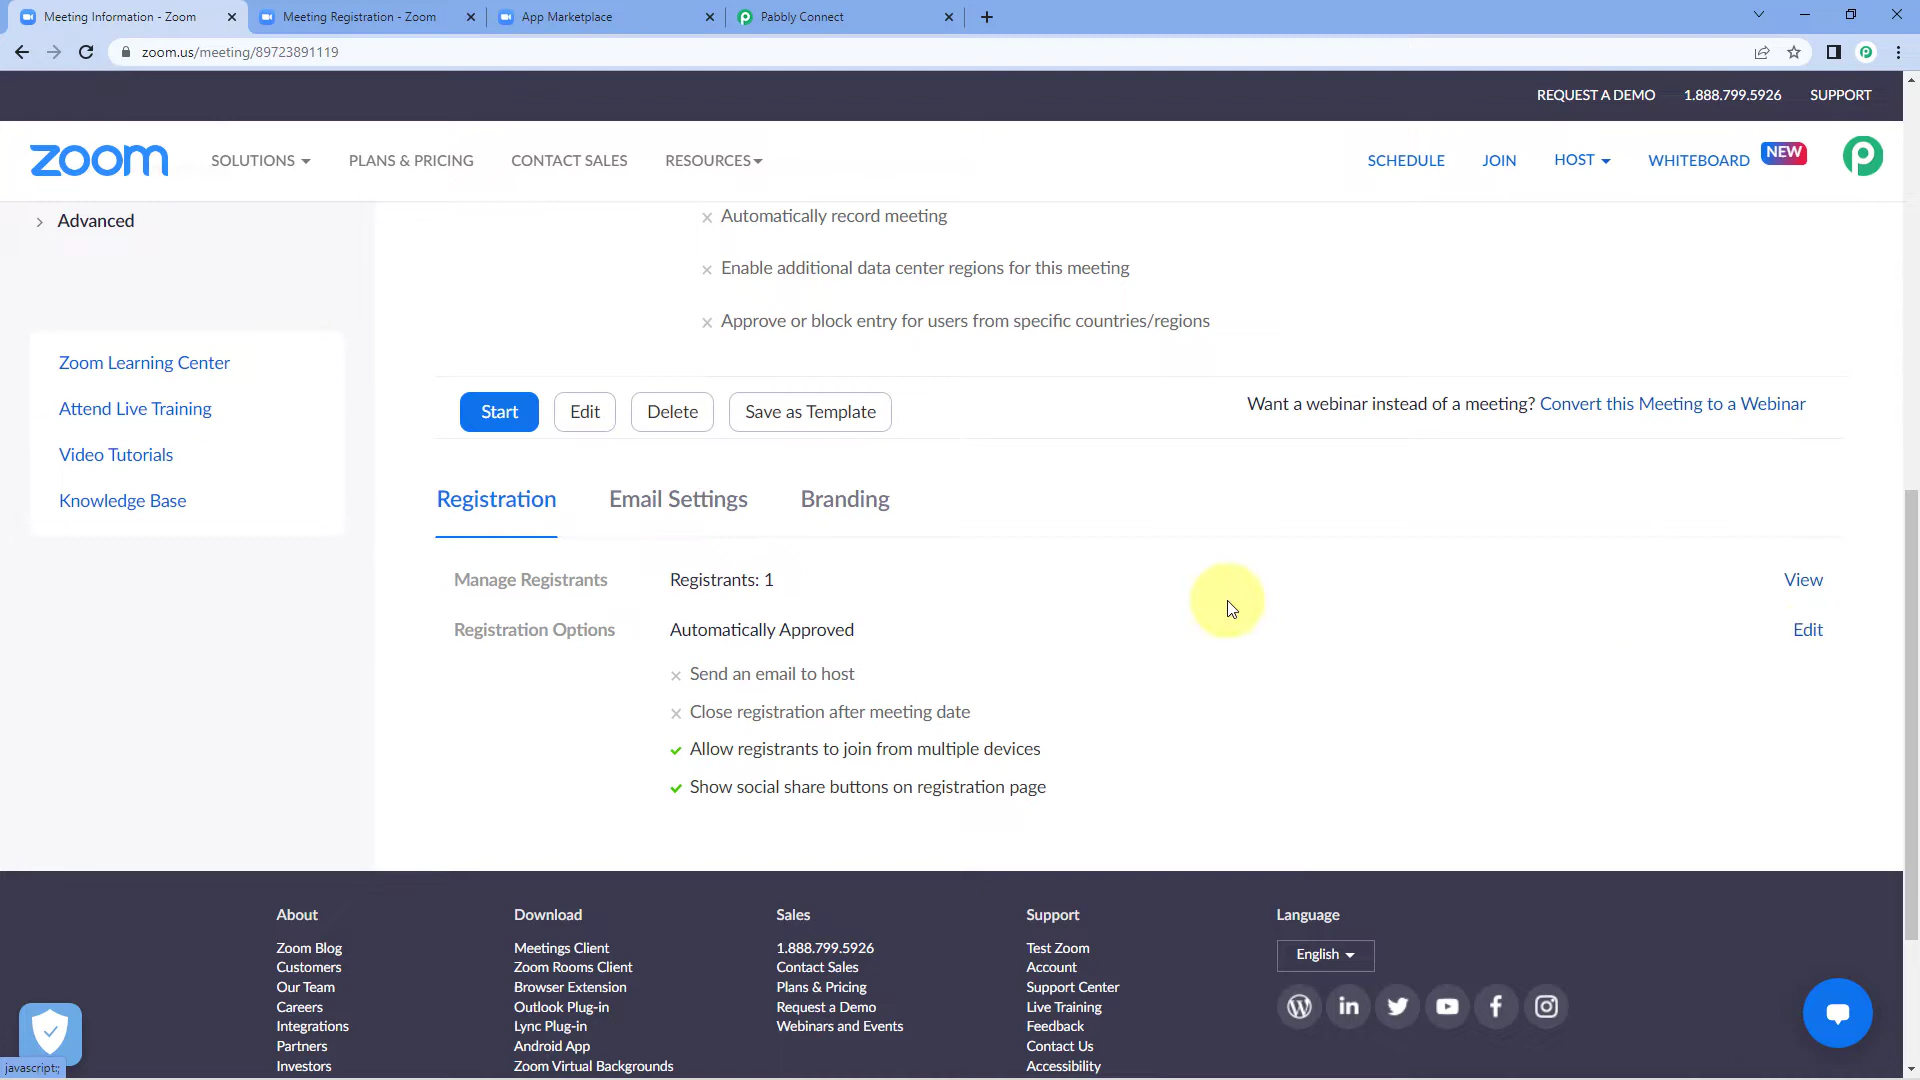 Meeting Information - Zoom
Meeting Registration - Zoom
App Marketplace
Pabbly Connect
zoom.us/meeting/89723891119
REQUEST A DEMO 1.888.799.5926 SUPPORT
zoom SOLUTIONS PLANS & PRICING CONTACT SALES RESOURCES SCHEDULE JOIN HOST WHITEBOARD NEW
Advanced
Zoom Learning Center
Attend Live Training
Video Tutorials
Knowledge Base
Automatically record meeting
Enable additional data center regions for this meeting
Approve or block entry for users from specific countries/regions
Start Edit Delete Save as Template
Want a webinar instead of a meeting? Convert this Meeting to a Webinar
Registration Email Settings Branding
Manage Registrants Registrants: 1 View
Registration Options Automatically Approved Edit
Send an email to host
Close registration after meeting date
Allow registrants to join from multiple devices
Show social share buttons on registration page
About
Zoom Blog
Customers
Our Team
Careers
Integrations
Partners
Investors
Download
Meetings Client
Zoom Rooms Client
Browser Extension
Outlook Plug-in
Lync Plug-in
Android App
Zoom Virtual Backgrounds
Sales
1.888.799.5926
Contact Sales
Plans & Pricing
Request a Demo
Webinars and Events
Support
Test Zoom
Account
Support Center
Live Training
Feedback
Contact Us
Accessibility
Language
English
javascript:;